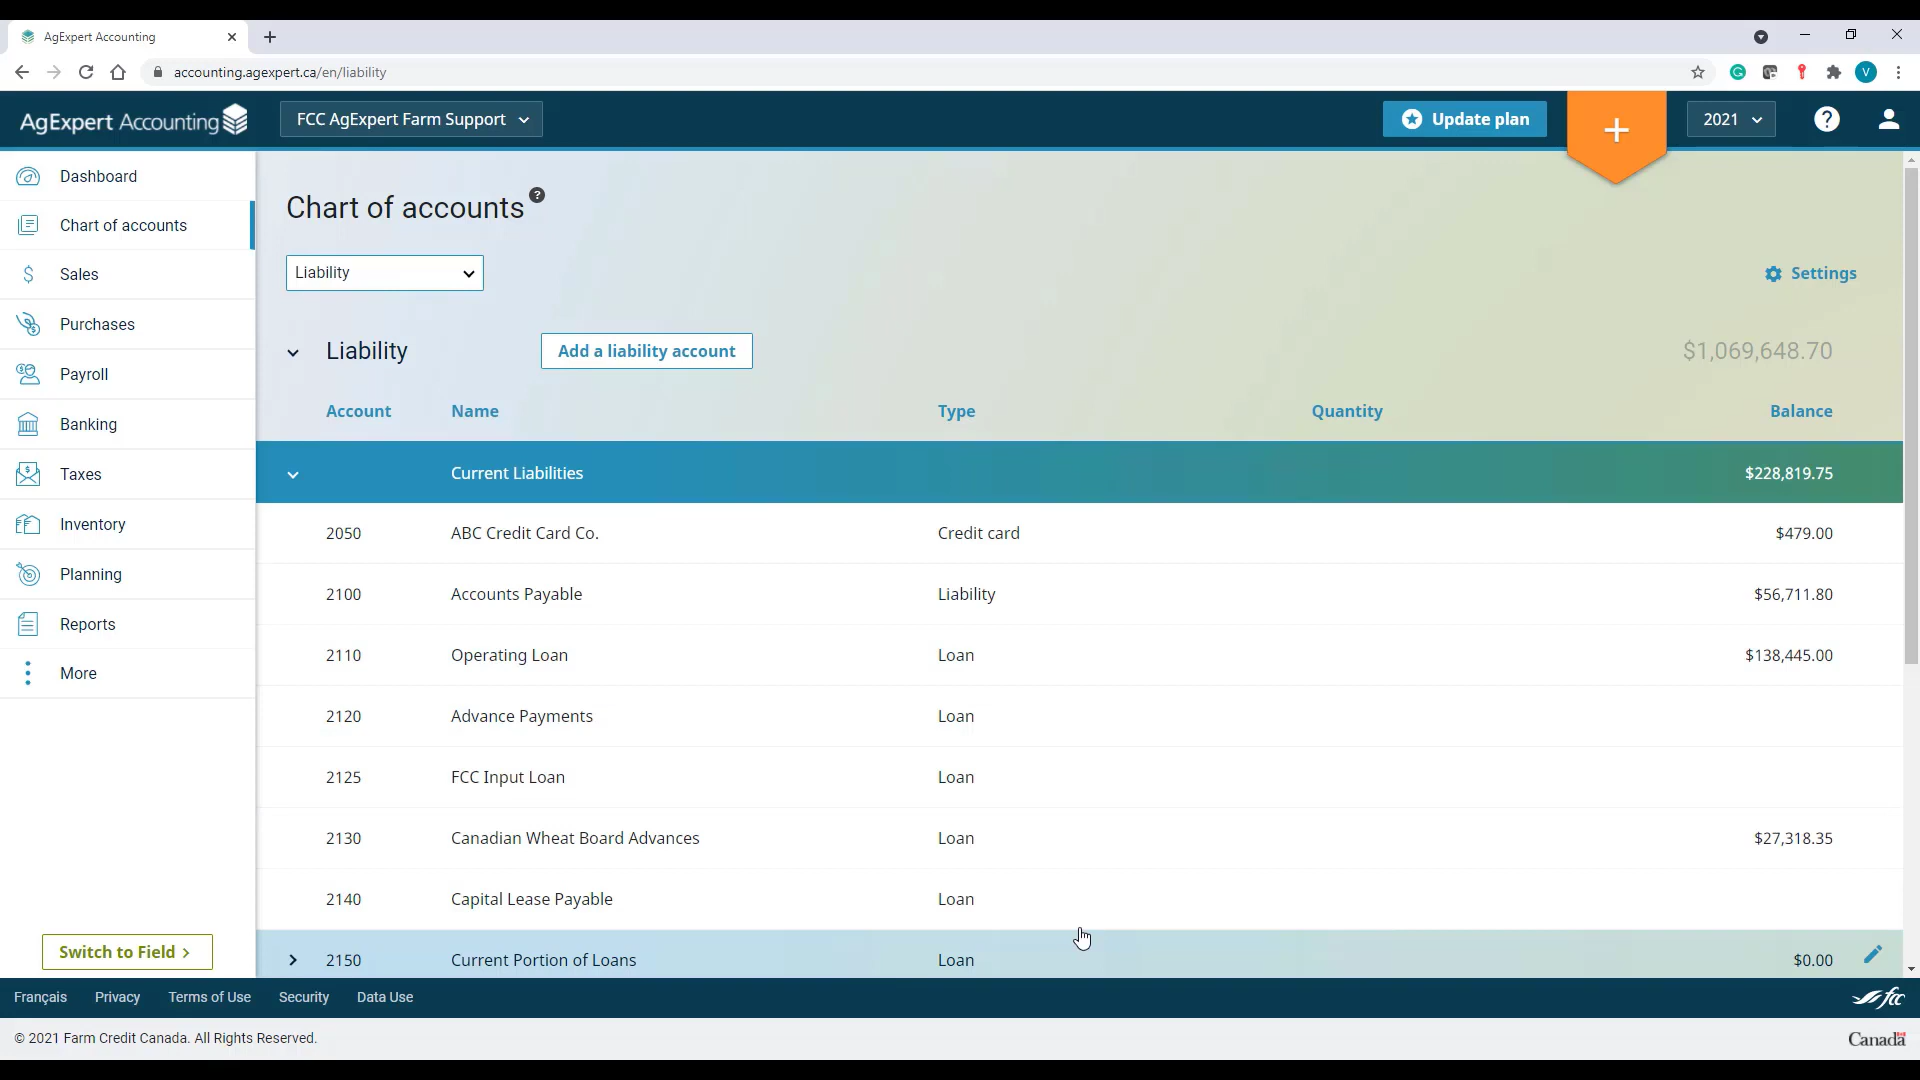 AgExpert Accounting
accounting.agexpert.ca/en/liability
V
AgExpert Accounting
FCC AgExpert Farm Support
Update plan
+
2021
?
Dashboard
Chart of accounts
Sales
Purchases
Payroll
Banking
Taxes
Inventory
Planning
Reports
More
Switch to Field >
Chart of accounts ?
Liability
Settings
Liability
Add a liability account
$1,069,648.70
Account Name Type Quantity Balance
Current Liabilities $228,819.75
2050 ABC Credit Card Co. Credit card $479.00
2100 Accounts Payable Liability $56,711.80
2110 Operating Loan Loan $138,445.00
2120 Advance Payments Loan
2125 FCC Input Loan Loan
2130 Canadian Wheat Board Advances Loan $27,318.35
2140 Capital Lease Payable Loan
2150 Current Portion of Loans Loan $0.00
Français Privacy Terms of Use Security Data Use
fcc
© 2021 Farm Credit Canada. All Rights Reserved.
Canada